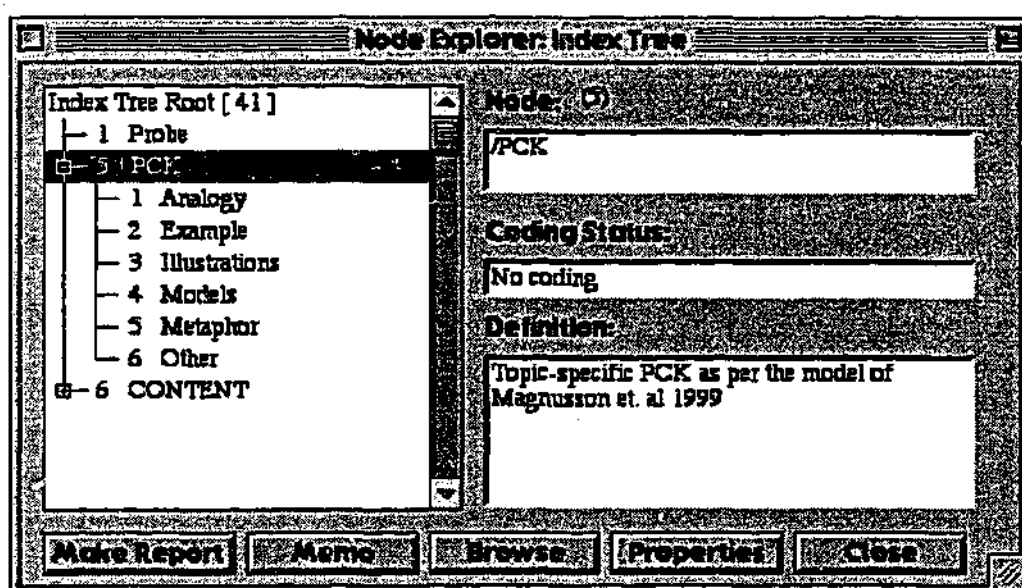 Node Explorer: Index Tree
Index Tree Root [ 41 ]
1 Probe
5 PCK
1 Analogy
2 Example
3 Illustrations
4 Models
5 Metaphor
6 Other
6 CONTENT
Node: (5)
/PCK
Coding Status:
No coding
Definition:
Topic-specific PCK as per the model of
Magnusson et. al 1999
Make Report
Memo
Browse
Properties
Close